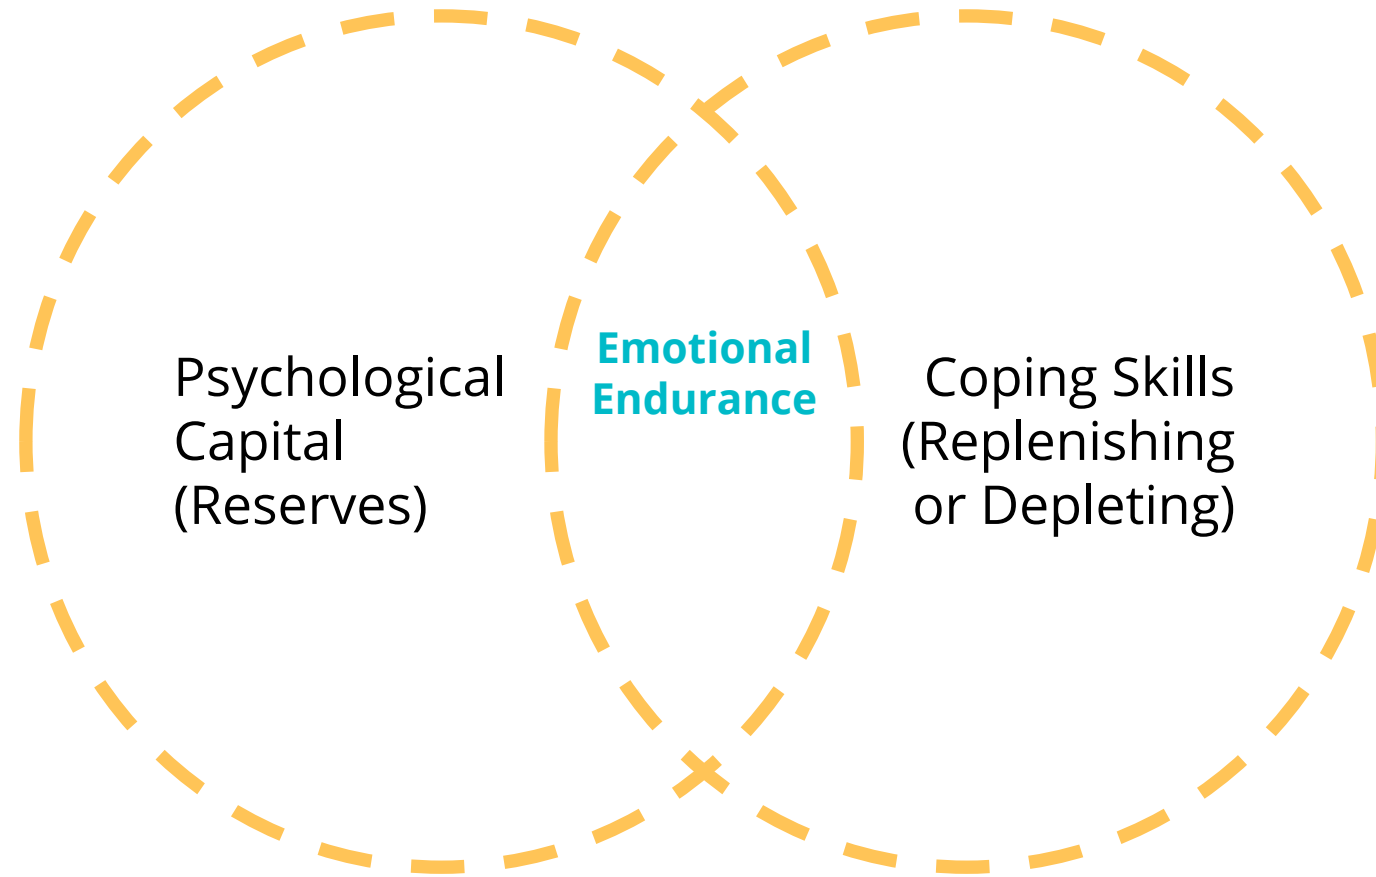 Psychological
Capital
(Reserves)
Emotional
Endurance
Coping Skills
(Replenishing
or Depleting)